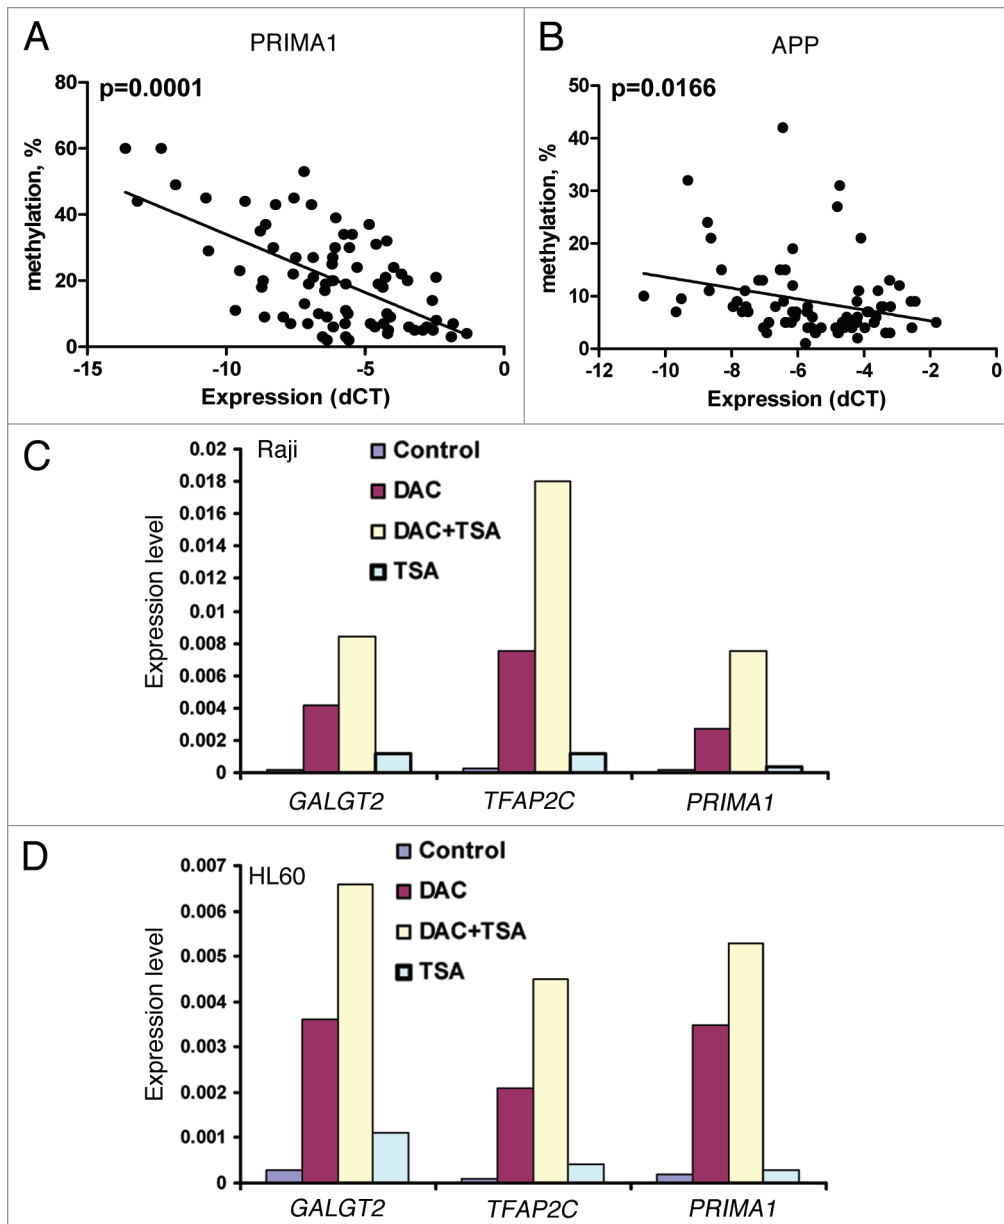 A
PRIMA1
p=0.0001
80
60
40
20
0
methylation, %
-15
-10
-5
0
Expression (dCT)
B
APP
p=0.0166
50
40
30
20
10
0
methylation, %
-12
-10
-8
-6
-4
-2
0
Expression (dCT)
C
Raji
Control
DAC
DAC+TSA
TSA
0.02
0.018
0.016
0.014
0.012
0.01
0.008
0.006
0.004
0.002
0
Expression level
GALGT2
TFAP2C
PRIMA1
D
HL60
Control
DAC
DAC+TSA
TSA
0.007
0.006
0.005
0.004
0.003
0.002
0.001
0
Expression level
GALGT2
TFAP2C
PRIMA1